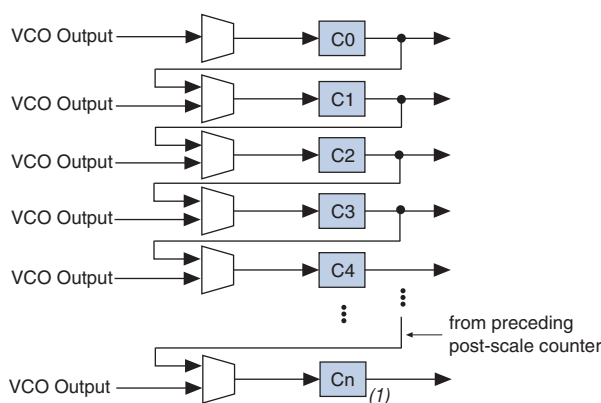 VCO Output
C0
VCO Output
C1
VCO Output
C2
VCO Output
C3
VCO Output
C4
from preceding
post-scale counter
VCO Output
Cn
(1)